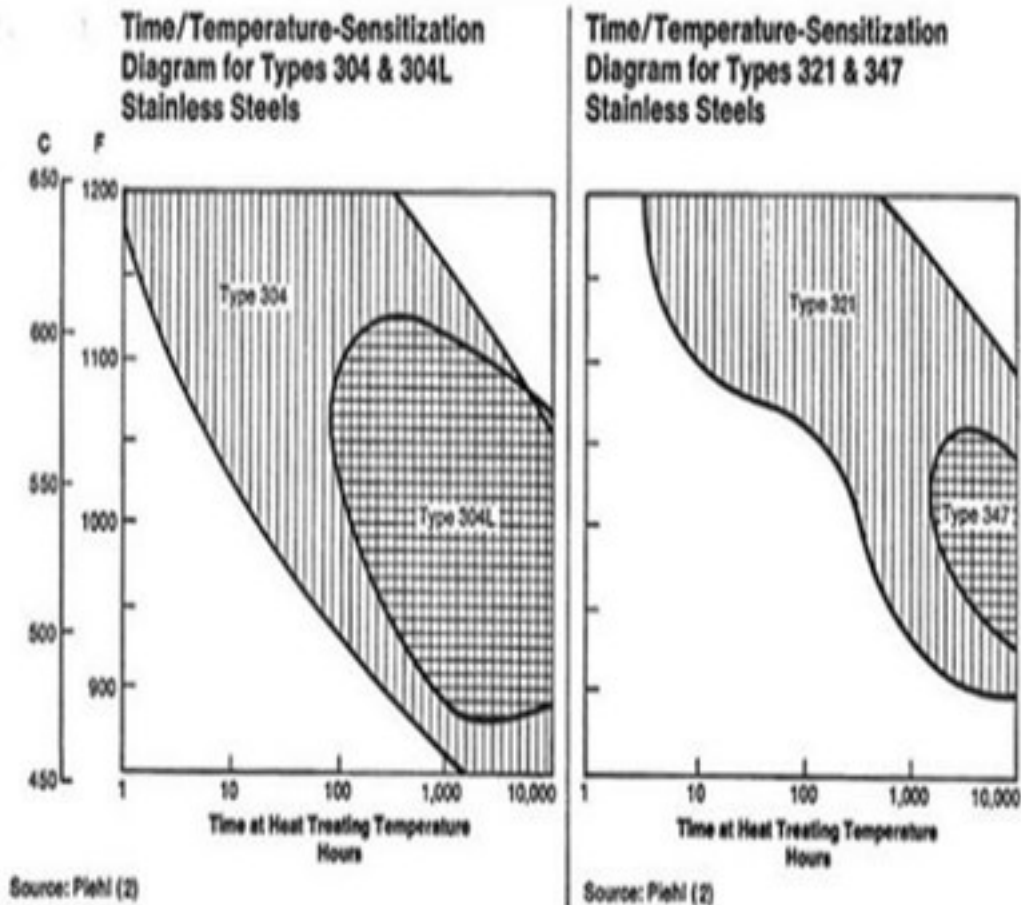 Time/Temperature-Sensitization
Diagram for Types 304 & 304L
Stainless Steels
C F
650
1200
600
1100
550
1000
500
900
450
Type 304
Type 304L
1 10 100 1,000 10,000
Time at Heat Treating Temperature
Hours
Source: Piehl (2)
Time/Temperature-Sensitization
Diagram for Types 321 & 347
Stainless Steels
Type 321
Type 347
1 10 100 1,000 10,000
Time at Heat Treating Temperature
Hours
Source: Piehl (2)